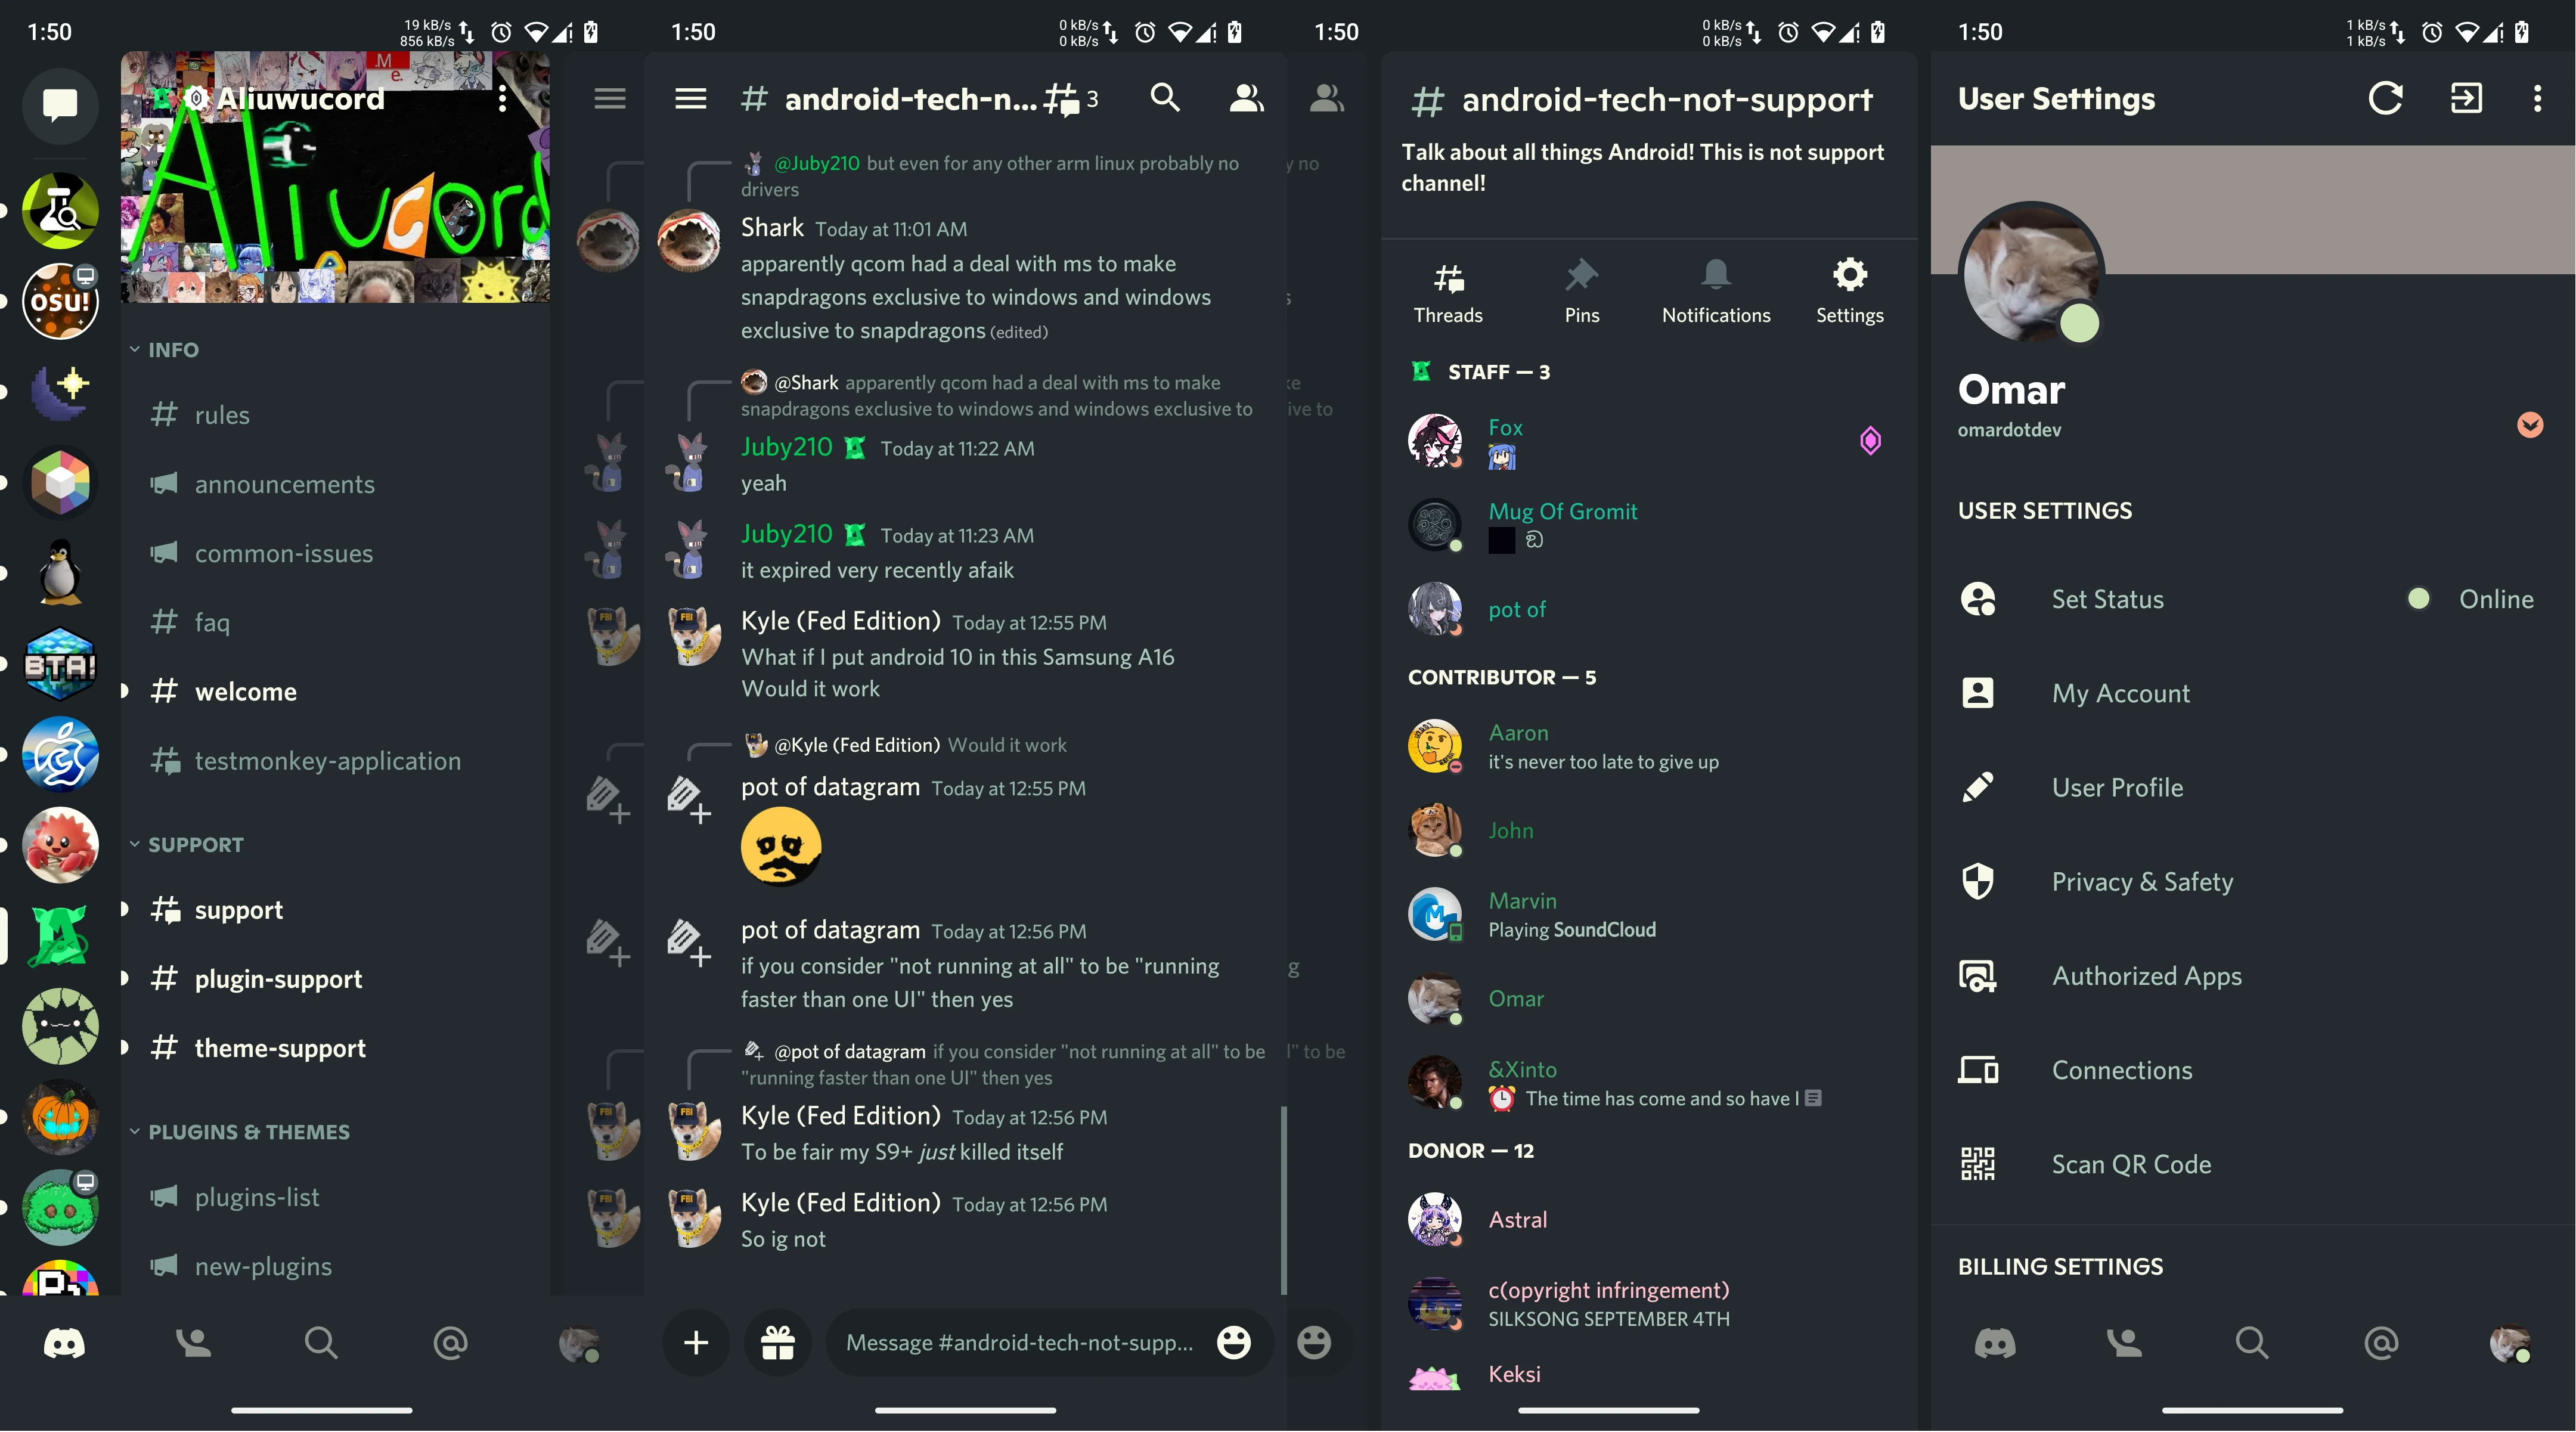 1:50
19 kB/s
856 kB/s
Me.
Aliuwucord
Aliucord
osu!
BTA!
INFO
rules
announcements
common-issues
faq
welcome
testmonkey-application
SUPPORT
support
plugin-support
theme-support
PLUGINS & THEMES
plugins-list
new-plugins
1:50
0 kB/s
0 kB/s
# android-tech-n... 3
@Juby210 but even for any other arm linux probably no
drivers
Shark Today at 11:01 AM
apparently qcom had a deal with ms to make
snapdragons exclusive to windows and windows
exclusive to snapdragons (edited)
@Shark apparently qcom had a deal with ms to make
snapdragons exclusive to windows and windows exclusive to
Juby210 Today at 11:22 AM
yeah
Juby210 Today at 11:23 AM
it expired very recently afaik
Kyle (Fed Edition) Today at 12:55 PM
What if I put android 10 in this Samsung A16
Would it work
@Kyle (Fed Edition) Would it work
pot of datagram Today at 12:55 PM
pot of datagram Today at 12:56 PM
if you consider "not running at all" to be "running
faster than one UI" then yes
@pot of datagram if you consider "not running at all" to be
"running faster than one UI" then yes
FBI
Kyle (Fed Edition) Today at 12:56 PM
To be fair my S9+ just killed itself
Kyle (Fed Edition) Today at 12:56 PM
So ig not
Message #android-tech-not-supp...
1:50
0 kB/s
0 kB/s
y no
s
ke
ive to
g
l" to be
# android-tech-not-support
Talk about all things Android! This is not support
channel!
Threads
Pins
Notifications
Settings
STAFF — 3
Fox
Mug Of Gromit
ඞ
pot of
CONTRIBUTOR — 5
Aaron
it's never too late to give up
John
Marvin
Playing SoundCloud
Omar
&Xinto
The time has come and so have I
DONOR — 12
Astral
c(opyright infringement)
SILKSONG SEPTEMBER 4TH
Keksi
1:50
1 kB/s
1 kB/s
User Settings
Omar
omardotdev
USER SETTINGS
Set Status
Online
My Account
User Profile
Privacy & Safety
Authorized Apps
Connections
Scan QR Code
BILLING SETTINGS